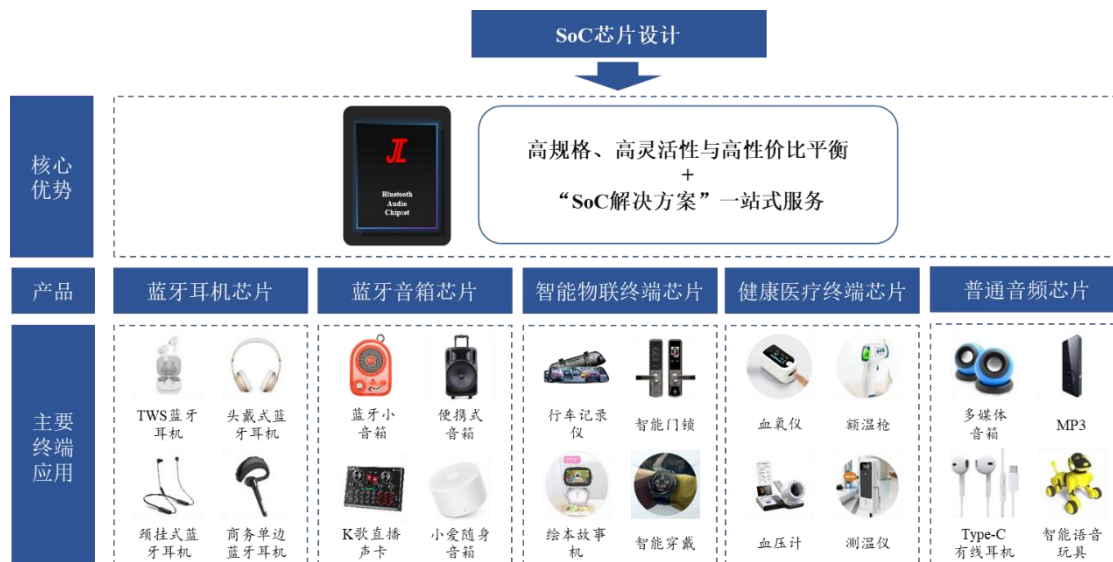 SoC芯片设计
核心
优势
JL
Bluetooth
Audio
Chipset
高规格、高灵活性与高性价比平衡
+
“SoC解决方案”一站式服务
产品
蓝牙耳机芯片
蓝牙音箱芯片
智能物联终端芯片
健康医疗终端芯片
普通音频芯片
主要
终端
应用
TWS蓝牙
耳机
头戴式蓝
牙耳机
颈挂式蓝
牙耳机
商务单边
蓝牙耳机
蓝牙小
音箱
便携式
音箱
K歌直播
声卡
小爱随身
音箱
行车记录
仪
智能门锁
绘本故事
机
智能穿戴
血氧仪
额温枪
血压计
测温仪
多媒体
音箱
MP3
Type-C
有线耳机
智能语音
玩具